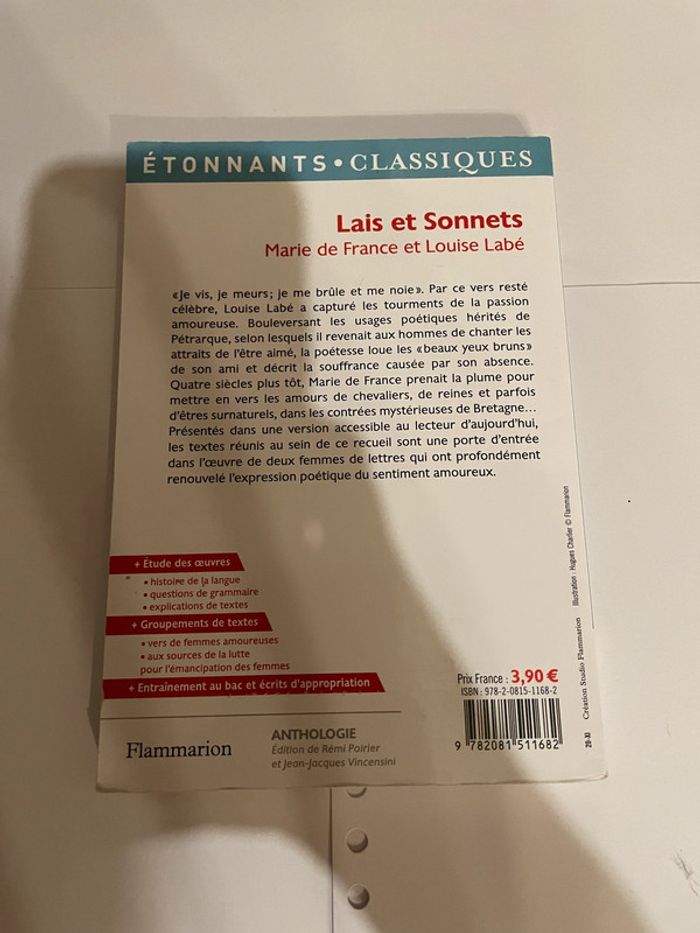 ÉTONNANTS • CLASSIQUES
Lais et Sonnets
Marie de France et Louise Labé
« Je vis, je meurs ; je me brûle et me noie ». Par ce vers resté
célèbre, Louise Labé a capturé les tourments de la passion
amoureuse. Bouleversant les usages poétiques hérités de
Pétrarque, selon lesquels il revenait aux hommes de chanter les
attraits de l'être aimé, la poétesse loue les « beaux yeux bruns »
de son ami et décrit la souffrance causée par son absence.
Quatre siècles plus tôt, Marie de France prenait la plume pour
mettre en vers les amours de chevaliers, de reines et parfois
d'êtres surnaturels, dans les contrées mystérieuses de Bretagne...
Présentés dans une version accessible au lecteur d'aujourd'hui,
les textes réunis au sein de ce recueil sont une porte d'entrée
dans l'œuvre de deux femmes de lettres qui ont profondément
renouvelé l'expression poétique du sentiment amoureux.
+ Étude des œuvres
• histoire de la langue
• questions de grammaire
• explications de textes
+ Groupements de textes
• vers de femmes amoureuses
• aux sources de la lutte
pour l'émancipation des femmes
+ Entraînement au bac et écrits d'appropriation
Flammarion
ANTHOLOGIE
Édition de Rémi Poirier
et Jean-Jacques Vincensini
Prix France : 3,90 €
ISBN : 978-2-0815-1168-2
9 782081 511682
20-XI Création Studio Flammarion Illustration : Hugues Charlier © Flammarion